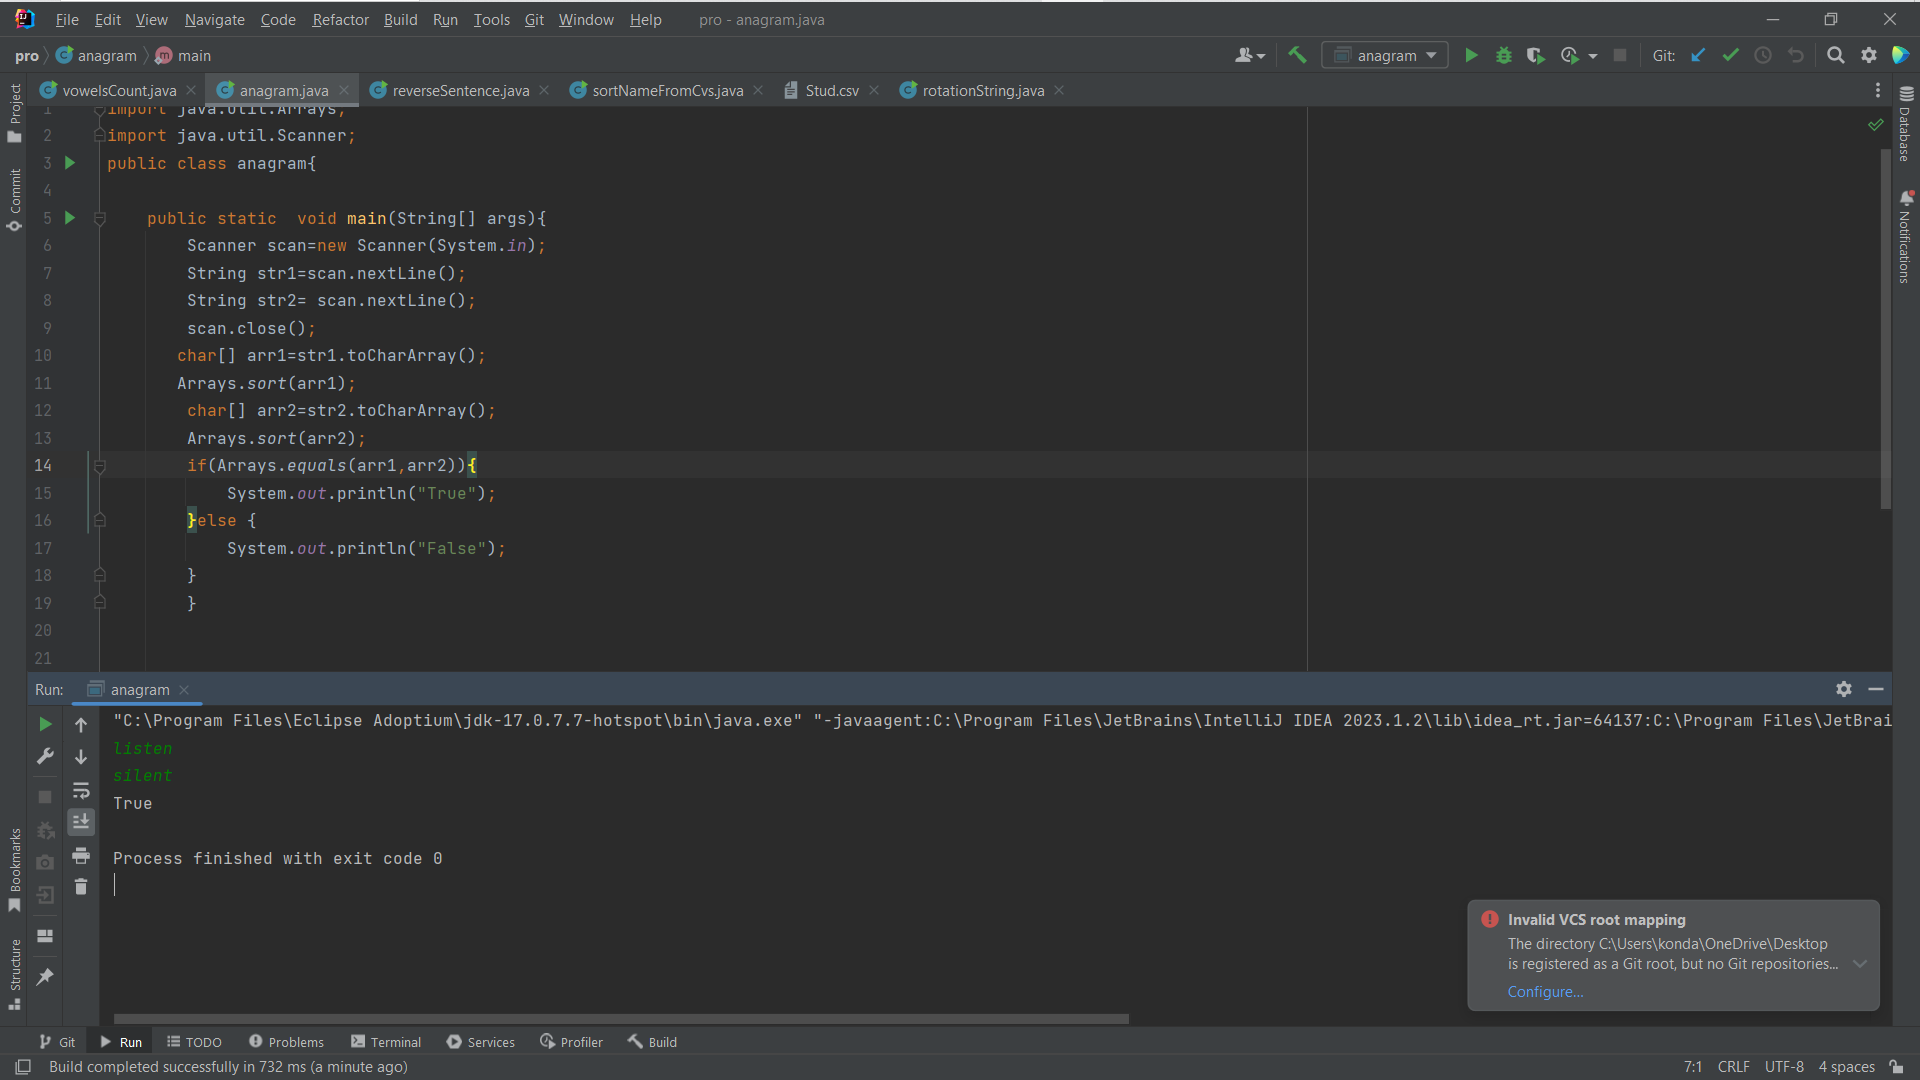 File Edit View Navigate Code Refactor Build Run Tools Git Window Help pro - anagram.java
pro anagram main anagram Git:
vowelsCount.java anagram.java reverseSentence.java sortNameFromCvs.java Stud.csv rotationString.java
Project
Commit
Bookmarks
Structure
Database
Notifications
1 import java.util.Arrays;
2 import java.util.Scanner;
3 public class anagram{
4
5 public static  void main(String[] args){
6 Scanner scan=new Scanner(System.in);
7 String str1=scan.nextLine();
8 String str2= scan.nextLine();
9 scan.close();
10 char[] arr1=str1.toCharArray();
11 Arrays.sort(arr1);
12 char[] arr2=str2.toCharArray();
13 Arrays.sort(arr2);
14 if(Arrays.equals(arr1,arr2)){
15 System.out.println("True");
16 }else {
17 System.out.println("False");
18 }
19 }
20
21
Run: anagram
"C:\Program Files\Eclipse Adoptium\jdk-17.0.7.7-hotspot\bin\java.exe" "-javaagent:C:\Program Files\JetBrains\IntelliJ IDEA 2023.1.2\lib\idea_rt.jar=64137:C:\Program Files\JetBrai
listen
silent
True
Process finished with exit code 0
Invalid VCS root mapping
The directory C:\Users\konda\OneDrive\Desktop
is registered as a Git root, but no Git repositories...
Configure...
Git Run TODO Problems Terminal Services Profiler Build
Build completed successfully in 732 ms (a minute ago) 7:1 CRLF UTF-8 4 spaces